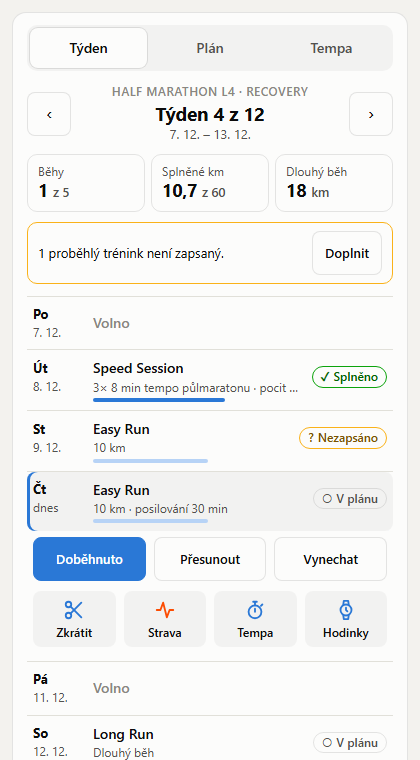 Týden Plán Tempa
HALF MARATHON L4 · RECOVERY
‹ Týden 4 z 12 ›
7. 12. – 13. 12.
Běhy Splněné km Dlouhý běh
1 z 5 10,7 z 60 18 km
1 proběhlý trénink není zapsaný. Doplnit
Po
7. 12.
Volno
Út
8. 12.
Speed Session
3× 8 min tempo půlmaratonu · pocit ...
✓ Splněno
St
9. 12.
Easy Run
10 km
? Nezapsáno
Čt
dnes
Easy Run
10 km · posilování 30 min
○ V plánu
Doběhnuto Přesunout Vynechat
Zkrátit Strava Tempa Hodinky
Pá
11. 12.
Volno
So
12. 12.
Long Run
Dlouhý běh
○ V plánu